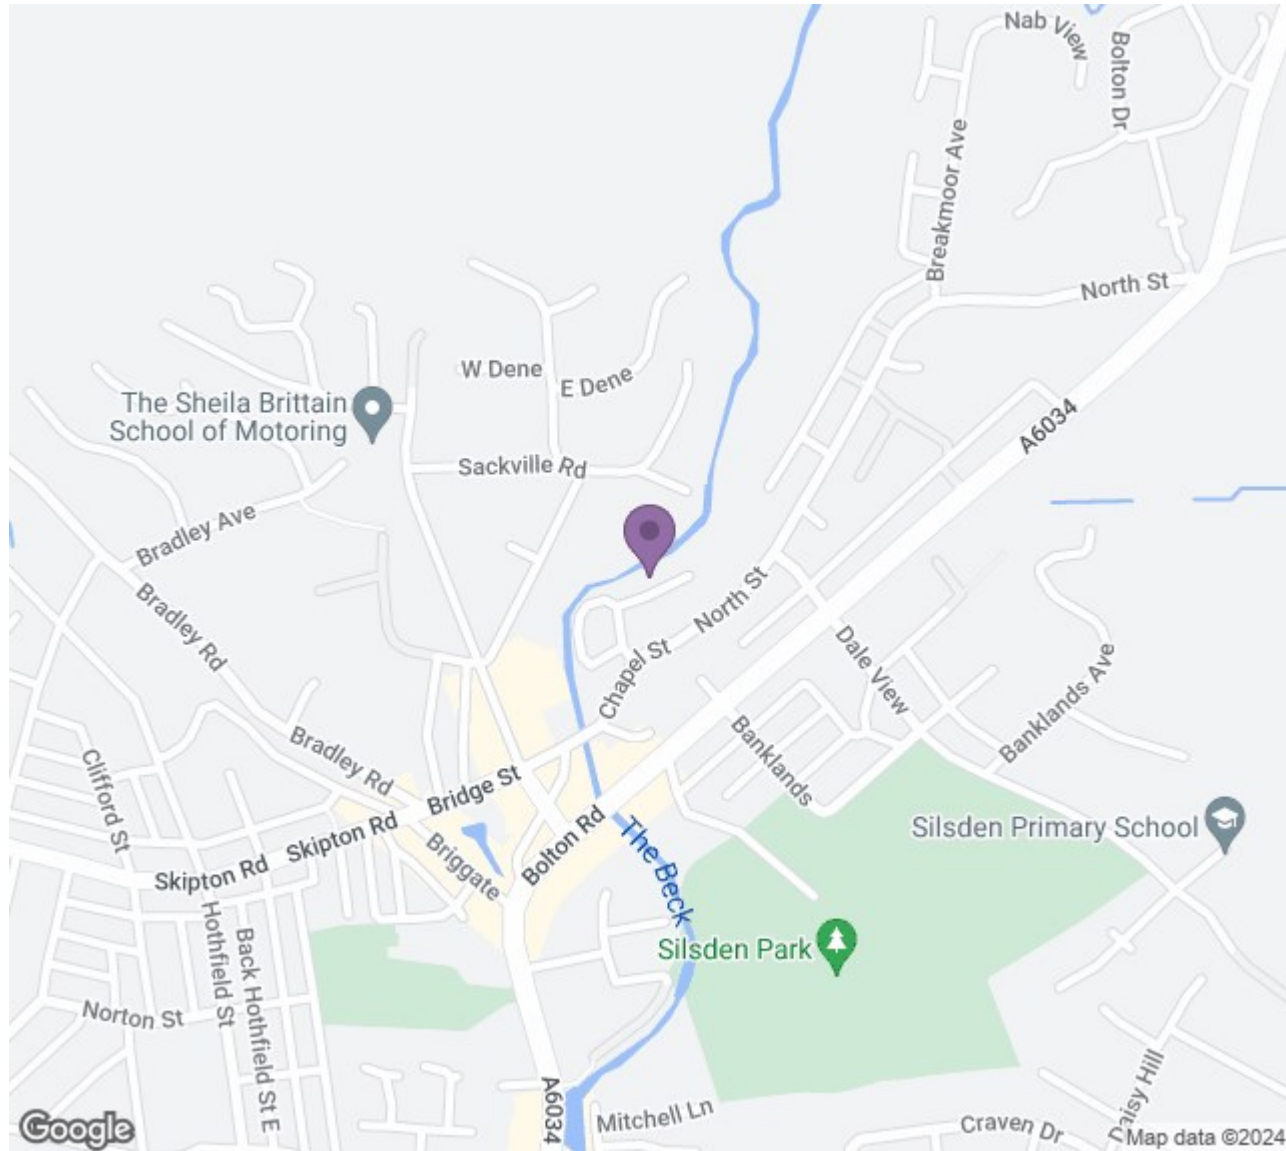 Nab View
Bolton Dr
Breakmoor Ave
North St
W Dene
E Dene
The Sheila Brittain
School of Motoring
A6034
Sackville Rd
Bradley Ave
North St
Bradley Rd
Chapel St
Dale View
Banklands Ave
Banklands
Clifford St
Bradley Rd
Bridge St
Silsden Primary School
Skipton Rd
Skipton Rd
Briggate
Bolton Rd
The Beck
Hothfield St
Back Hothfield St E
Silsden Park
Norton St
A6034
Mitchell Ln
Craven Dr
Daisy Hill
Google
Map data ©2024